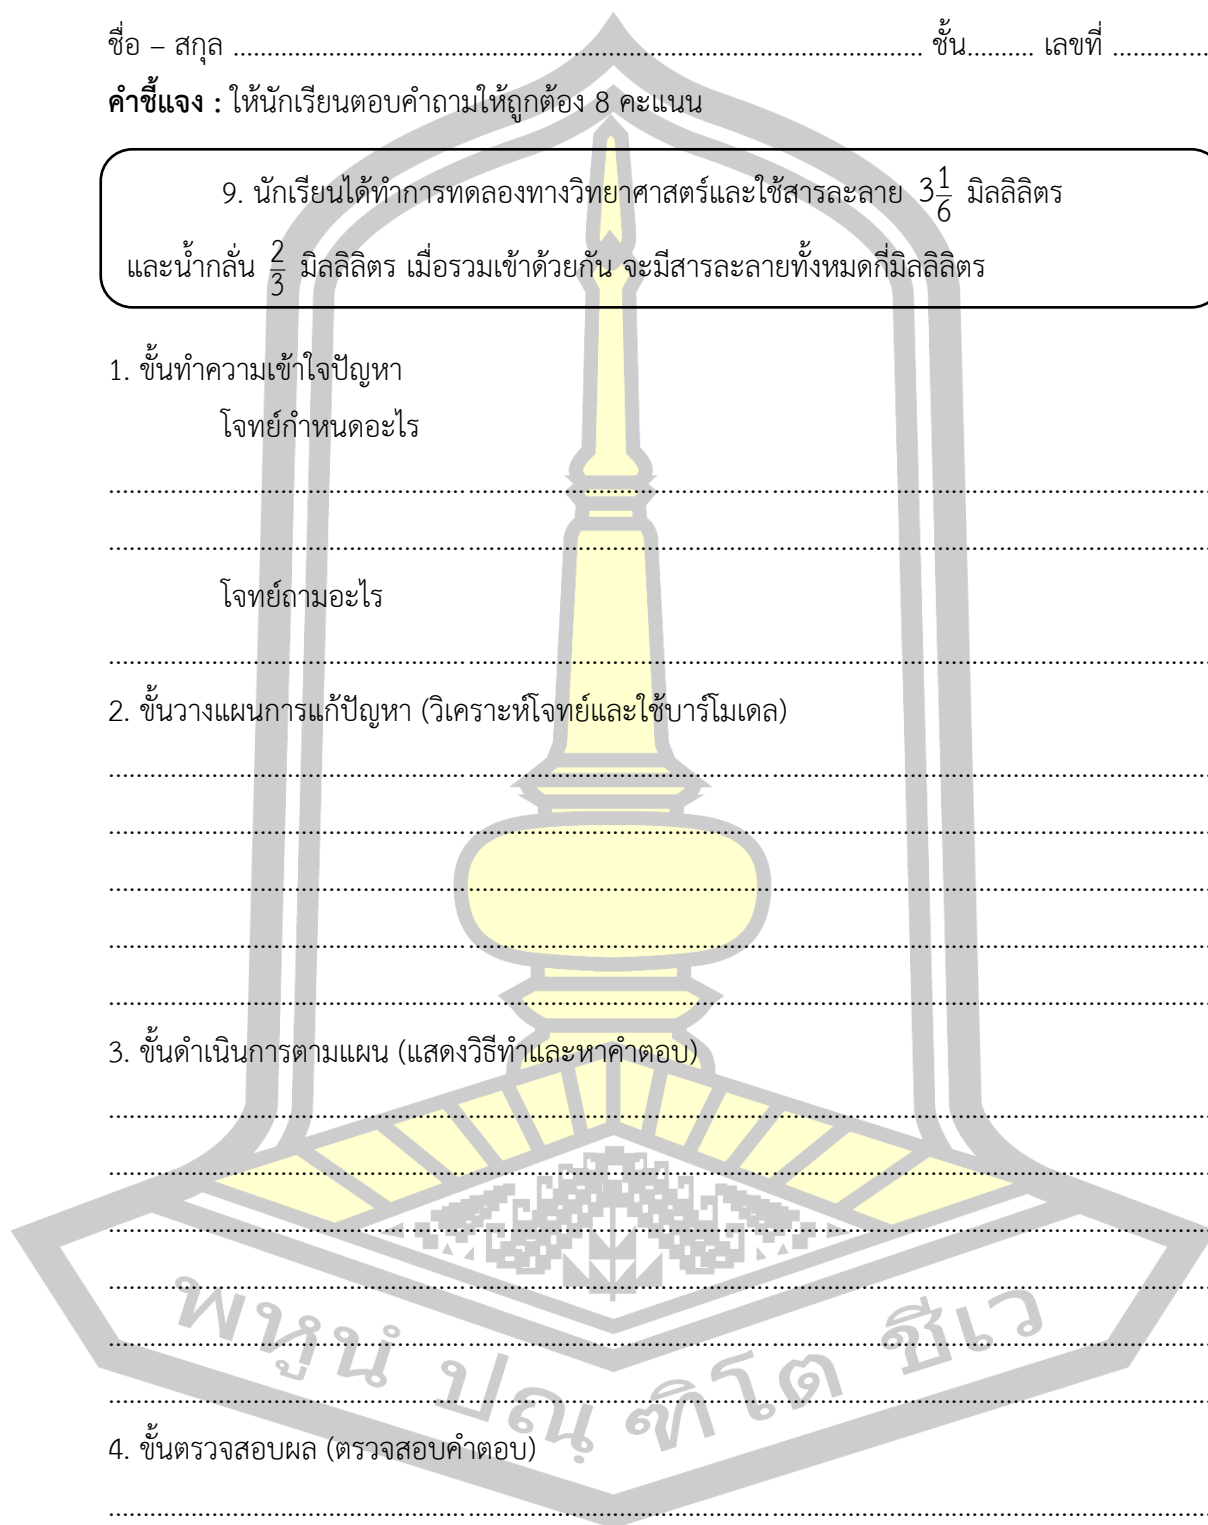 ชื่อ – สกุล .................................................................................................... ชั้น.......... เลขที่ ..............
คำชี้แจง : ให้นักเรียนตอบคำถามให้ถูกต้อง 8 คะแนน
9. นักเรียนได้ทำการทดลองทางวิทยาศาสตร์และใช้สารละลาย 3 1/6 มิลลิลิตร
และน้ำกลั่น 2/3 มิลลิลิตร เมื่อรวมเข้าด้วยกัน จะมีสารละลายทั้งหมดกี่มิลลิลิตร
1. ขั้นทำความเข้าใจปัญหา
โจทย์กำหนดอะไร
โจทย์ถามอะไร
2. ขั้นวางแผนการแก้ปัญหา (วิเคราะห์โจทย์และใช้บาร์โมเดล)
3. ขั้นดำเนินการตามแผน (แสดงวิธีทำและหาคำตอบ)
พหูนํ ปณฺฑิโต ชีเว
4. ขั้นตรวจสอบผล (ตรวจสอบคำตอบ)